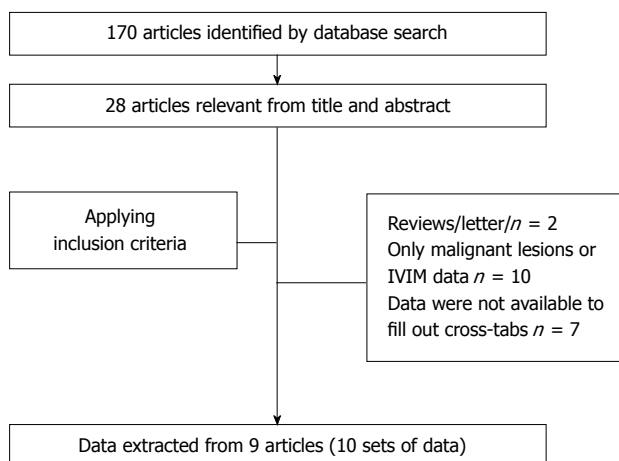 170 articles identified by database search
28 articles relevant from title and abstract
Applying
inclusion criteria
Reviews/letter/n = 2
Only malignant lesions or
IVIM data n = 10
Data were not available to
fill out cross-tabs n = 7
Data extracted from 9 articles (10 sets of data)